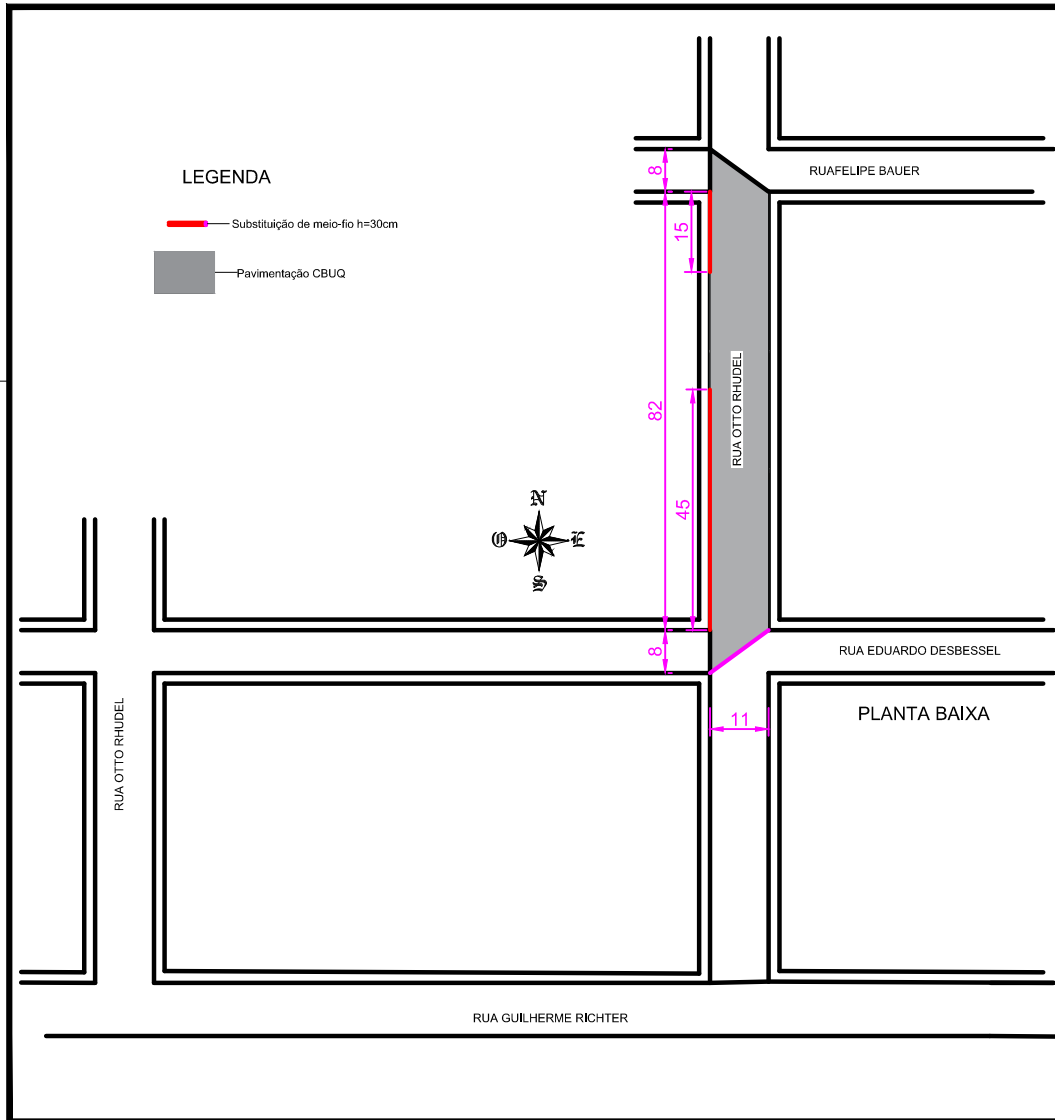 LEGENDA
Substituição de meio-fio h=30cm
Pavimentação CBUQ
8
RUAFELIPE BAUER
15
82
RUA OTTO RHUDEL
45
N
O
E
S
8
RUA EDUARDO DESBESSEL
11
PLANTA BAIXA
RUA OTTO RHUDEL
RUA GUILHERME RICHTER